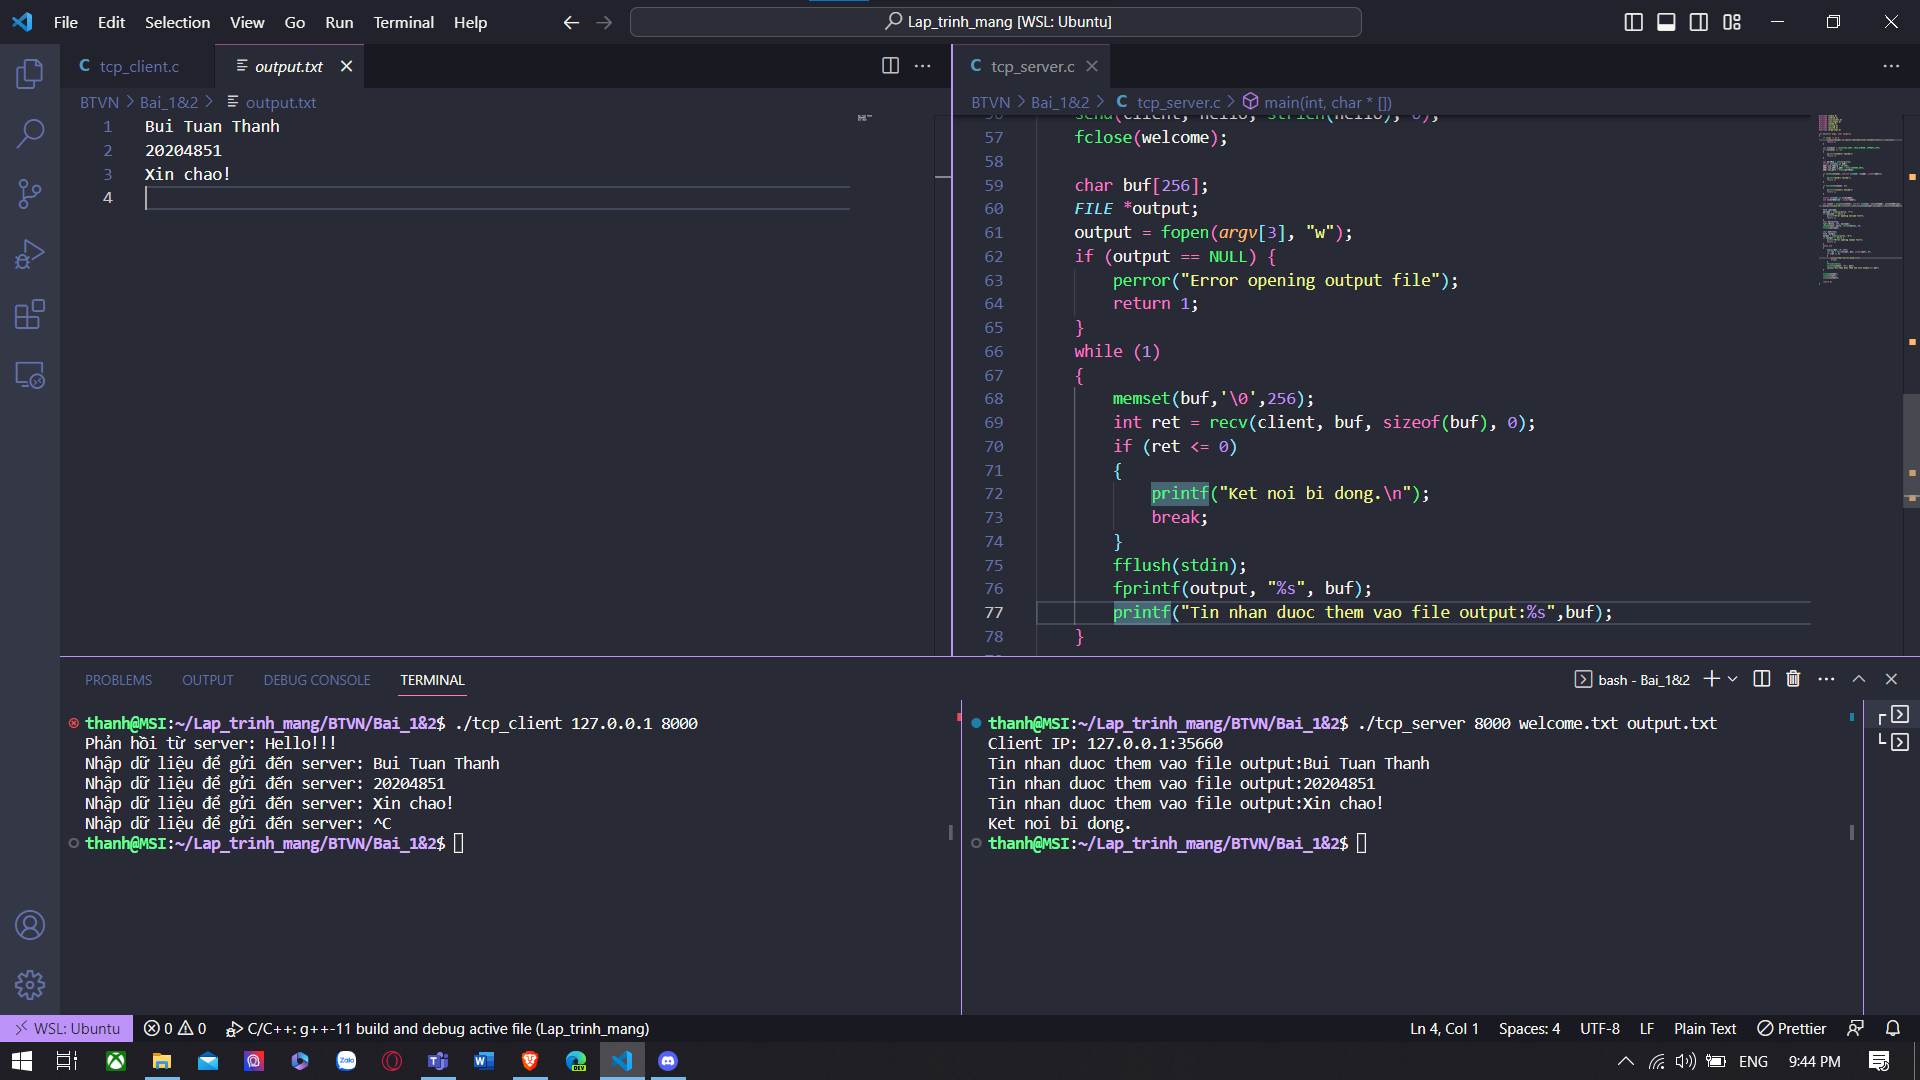 File Edit Selection View Go Run Terminal Help
Lap_trinh_mang [WSL: Ubuntu]
C tcp_client.c
output.txt
BTVN > Bai_1&2 > output.txt
1 Bui Tuan Thanh
2 20204851
3 Xin chao!
4
C tcp_server.c
BTVN > Bai_1&2 > C tcp_server.c > main(int, char * [])
56 send(client, hello, strlen(hello), 0);
57 fclose(welcome);
58
59 char buf[256];
60 FILE *output;
61 output = fopen(argv[3], "w");
62 if (output == NULL) {
63 perror("Error opening output file");
64 return 1;
65 }
66 while (1)
67 {
68 memset(buf,'\0',256);
69 int ret = recv(client, buf, sizeof(buf), 0);
70 if (ret <= 0)
71 {
72 printf("Ket noi bi dong.\n");
73 break;
74 }
75 fflush(stdin);
76 fprintf(output, "%s", buf);
77 printf("Tin nhan duoc them vao file output:%s",buf);
78 }
PROBLEMS OUTPUT DEBUG CONSOLE TERMINAL
bash - Bai_1&2
thanh@MSI:~/Lap_trinh_mang/BTVN/Bai_1&2$ ./tcp_client 127.0.0.1 8000
Phản hồi từ server: Hello!!!
Nhập dữ liệu để gửi đến server: Bui Tuan Thanh
Nhập dữ liệu để gửi đến server: 20204851
Nhập dữ liệu để gửi đến server: Xin chao!
Nhập dữ liệu để gửi đến server: ^C
thanh@MSI:~/Lap_trinh_mang/BTVN/Bai_1&2$
thanh@MSI:~/Lap_trinh_mang/BTVN/Bai_1&2$ ./tcp_server 8000 welcome.txt output.txt
Client IP: 127.0.0.1:35660
Tin nhan duoc them vao file output:Bui Tuan Thanh
Tin nhan duoc them vao file output:20204851
Tin nhan duoc them vao file output:Xin chao!
Ket noi bi dong.
thanh@MSI:~/Lap_trinh_mang/BTVN/Bai_1&2$
WSL: Ubuntu 0 0 C/C++: g++-11 build and debug active file (Lap_trinh_mang)
Ln 4, Col 1 Spaces: 4 UTF-8 LF Plain Text Prettier
Zalo
DEV
ENG 9:44 PM